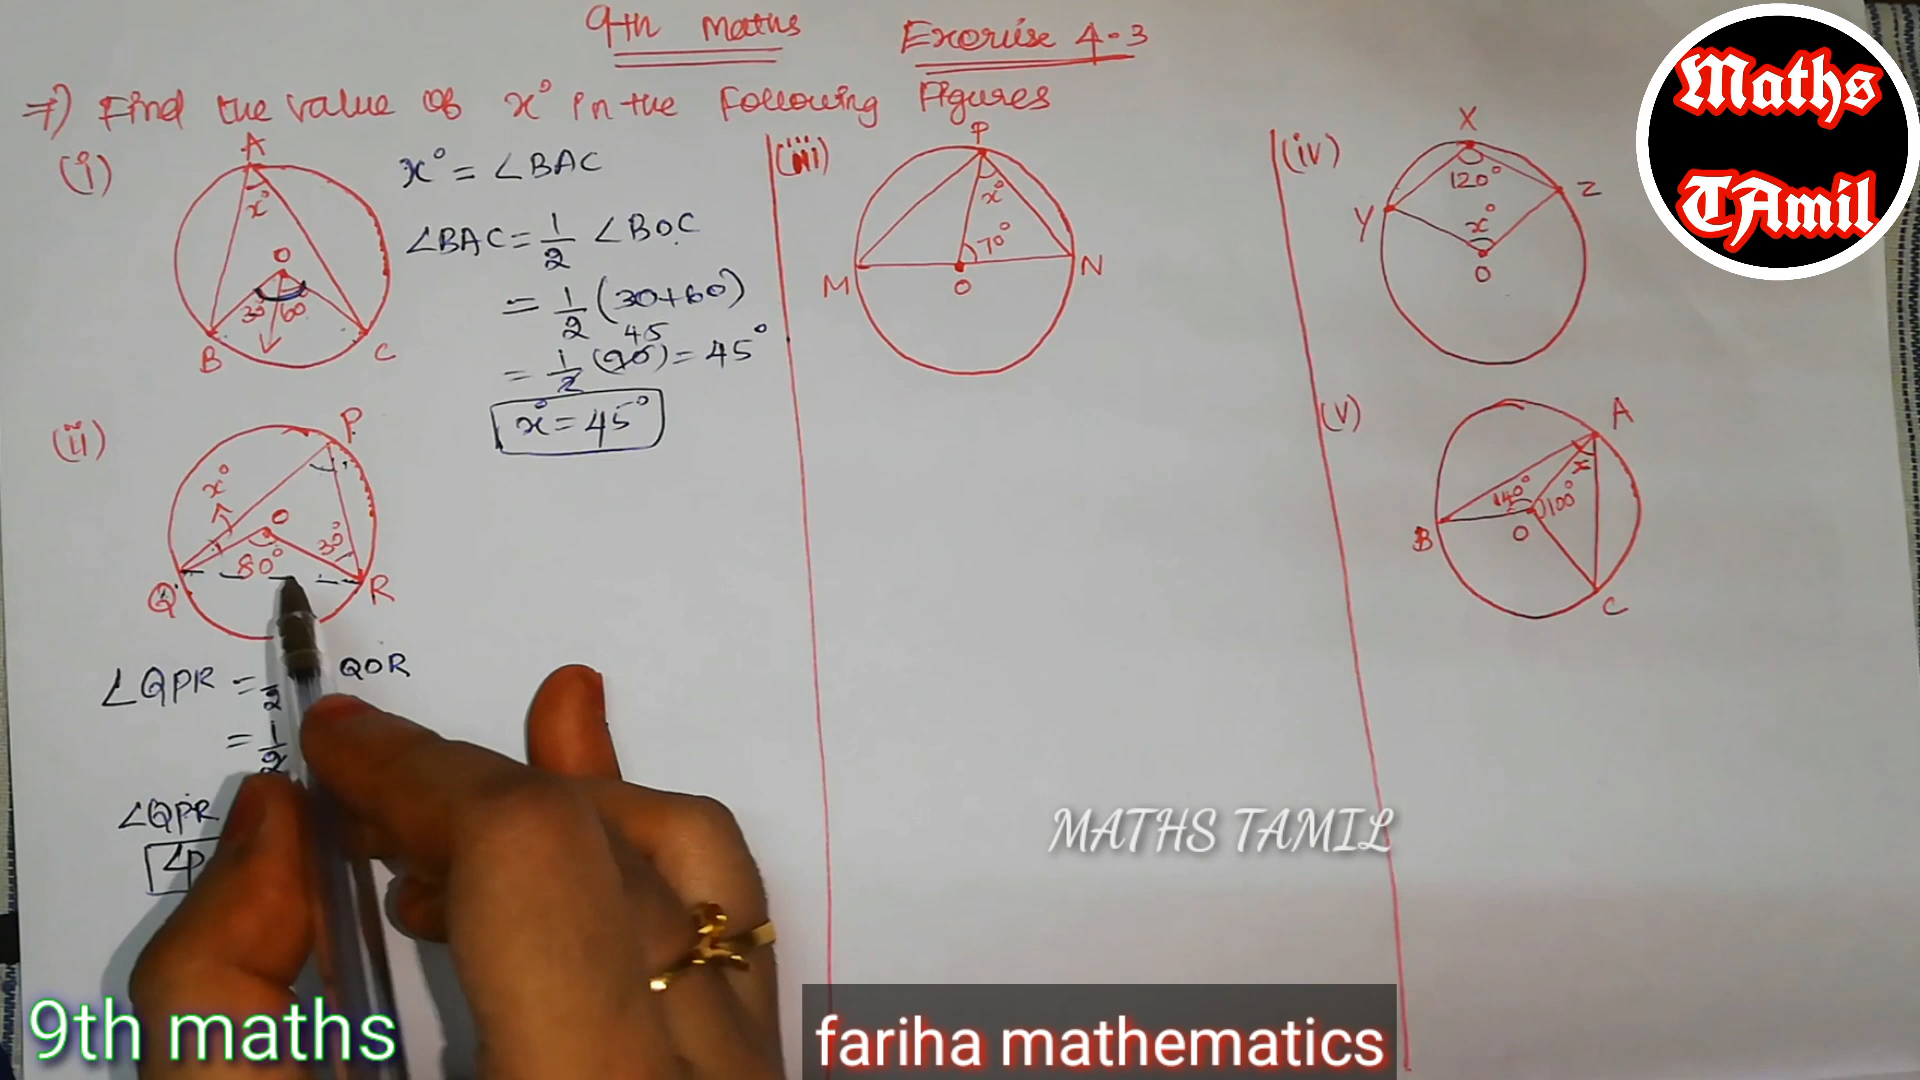 9th maths Exercise 4.3
7) Find the value of x° in the following Figures
(i)
A
x°
O
30 60
B C
x° = ∠BAC
∠BAC = 1/2 ∠BOC
= 1/2 (30+60)
45
= 1/2 (90) = 45°
x° = 45°
(ii)
P
x°
O
80° 30°
Q R
∠QPR = 1/2 QOR
= 1/2
∠QPR
∠P
(iii)
P
x°
70°
M O N
(iv)
X
120°
Y Z
x°
O
(v)
A
x
140° 100°
B O
C
Maths
TAmil
MATHS TAMIL
9th maths
fariha mathematics